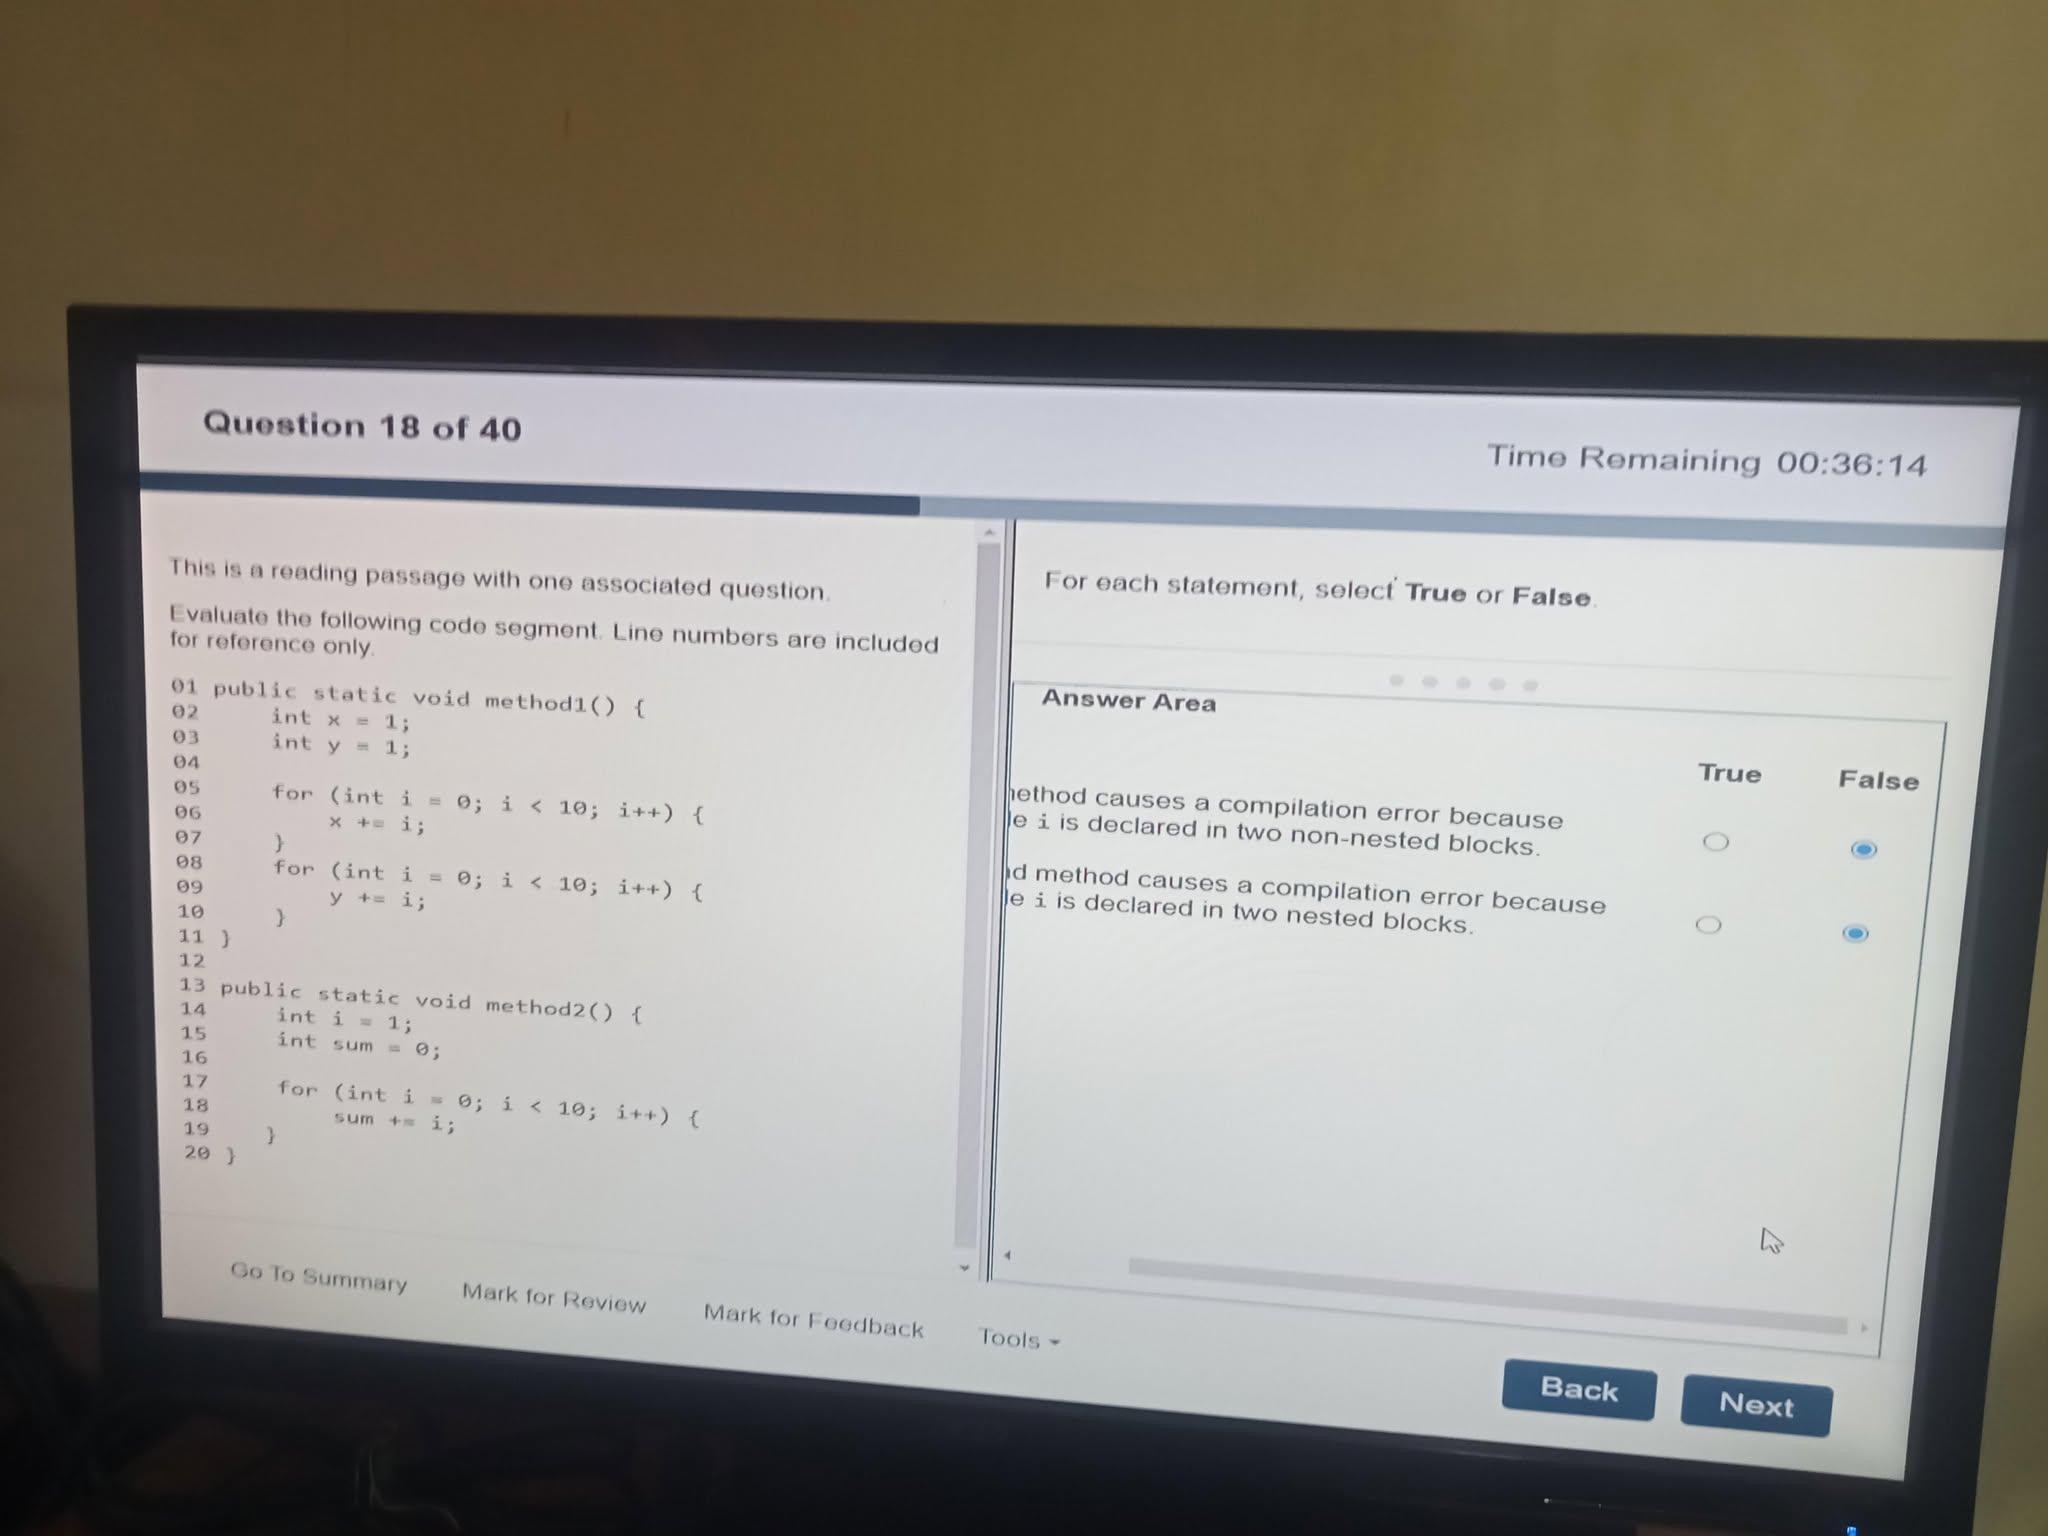 Question 18 of 40
Time Remaining 00:36:14
This is a reading passage with one associated question.
Evaluate the following code segment. Line numbers are included
for reference only.
01 public static void method1() {
02 int x = 1;
03 int y = 1;
04
05 for (int i = 0; i < 10; i++) {
06 x += i;
07 }
08 for (int i = 0; i < 10; i++) {
09 y += i;
10 }
11 }
12
13 public static void method2() {
14 int i = 1;
15 int sum = 0;
16
17 for (int i = 0; i < 10; i++) {
18 sum += i;
19 }
20 }
For each statement, select True or False.
Answer Area
True False
ethod causes a compilation error because
e i is declared in two non-nested blocks.
d method causes a compilation error because
e i is declared in two nested blocks.
Go To Summary
Mark for Review
Mark for Feedback
Tools
Back
Next